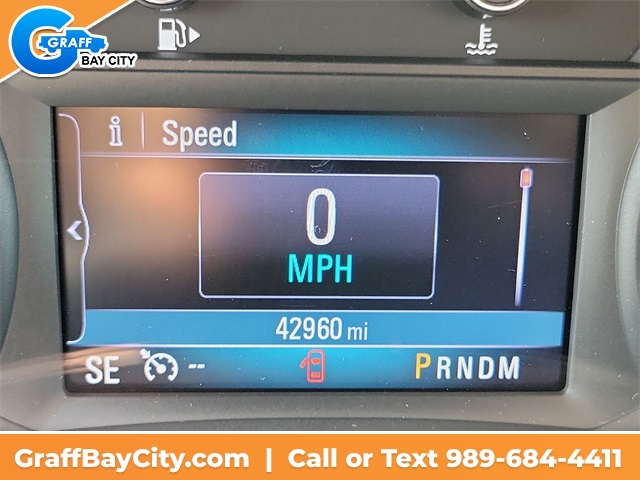 GRAFF
BAY CITY
i | Speed
0
MPH
42960 mi
SE -- PRNDM
GraffBayCity.com | Call or Text 989-684-4411